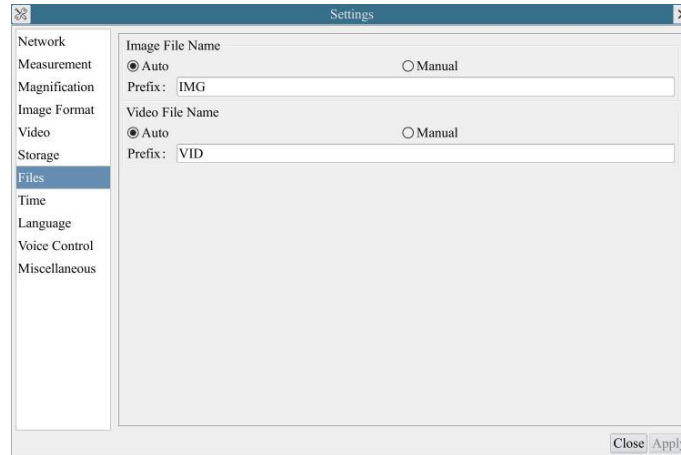 Settings
Network
Measurement
Magnification
Image Format
Video
Storage
Files
Time
Language
Voice Control
Miscellaneous
Image File Name
Auto Manual
Prefix: IMG
Video File Name
Auto Manual
Prefix: VID
Close Apply